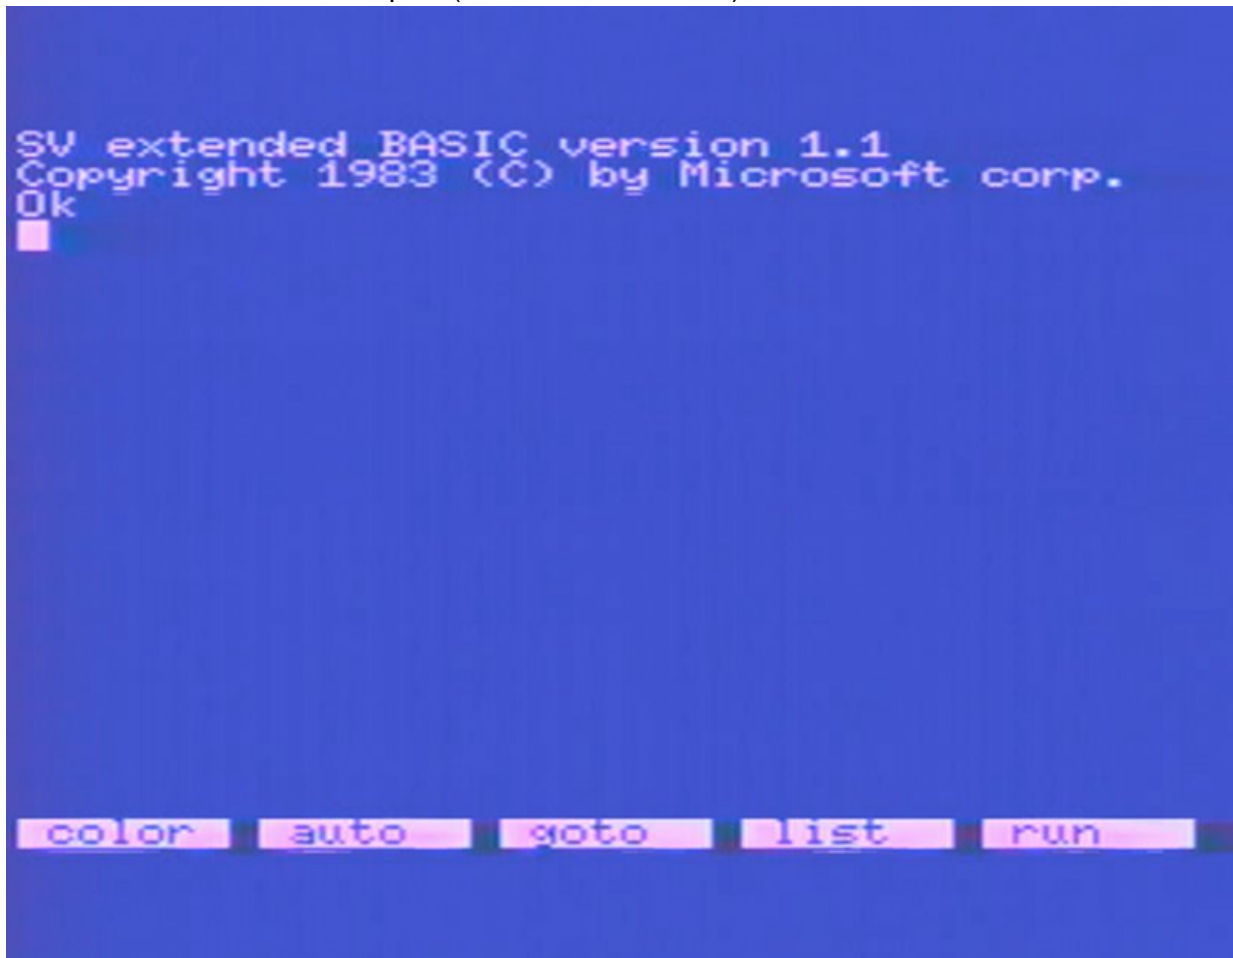 SV extended BASIC version 1.1
Copyright 1983 (C) by Microsoft corp.
Ok
color auto goto list run